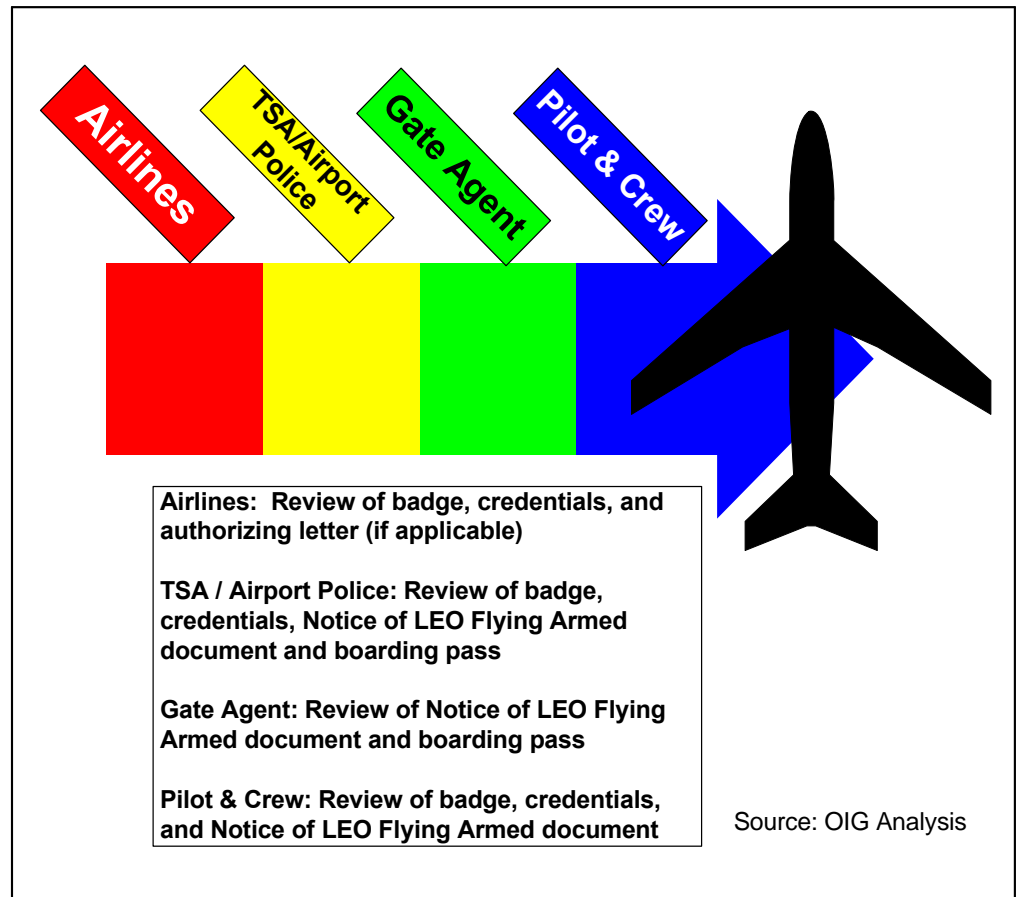 Airlines
TSA/Airport
Police
Gate Agent
Pilot & Crew
Airlines:  Review of badge, credentials, and
authorizing letter (if applicable)
TSA / Airport Police: Review of badge,
credentials, Notice of LEO Flying Armed
document and boarding pass
Gate Agent: Review of Notice of LEO Flying
Armed document and boarding pass
Pilot & Crew: Review of badge, credentials,
and Notice of LEO Flying Armed document
Source: OIG Analysis